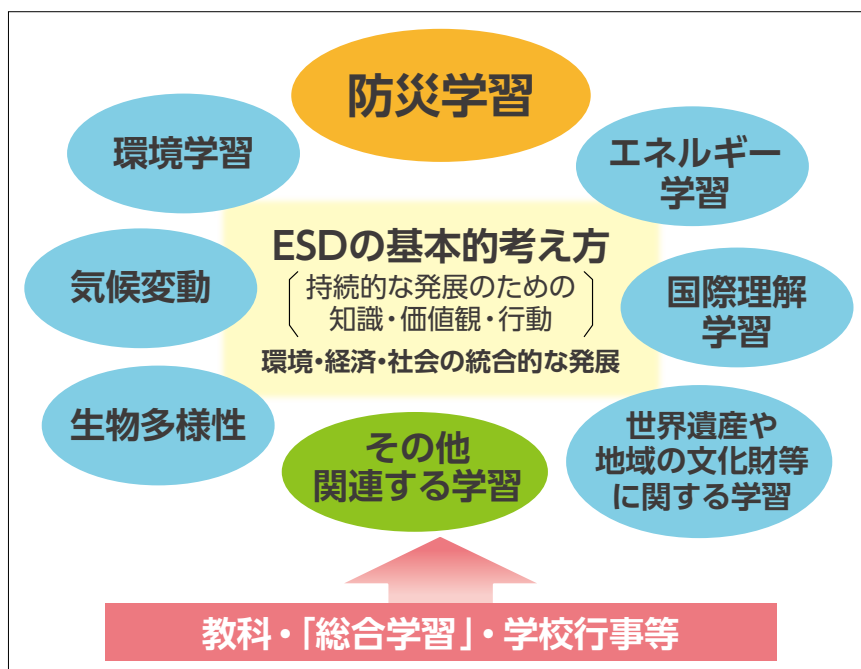 防災学習
環境学習
エネルギー
学習
ESDの基本的考え方
持続的な発展のための
知識・価値観・行動
環境・経済・社会の統合的な発展
気候変動
国際理解
学習
生物多様性
その他
関連する学習
世界遺産や
地域の文化財等
に関する学習
教科・「総合学習」・学校行事等